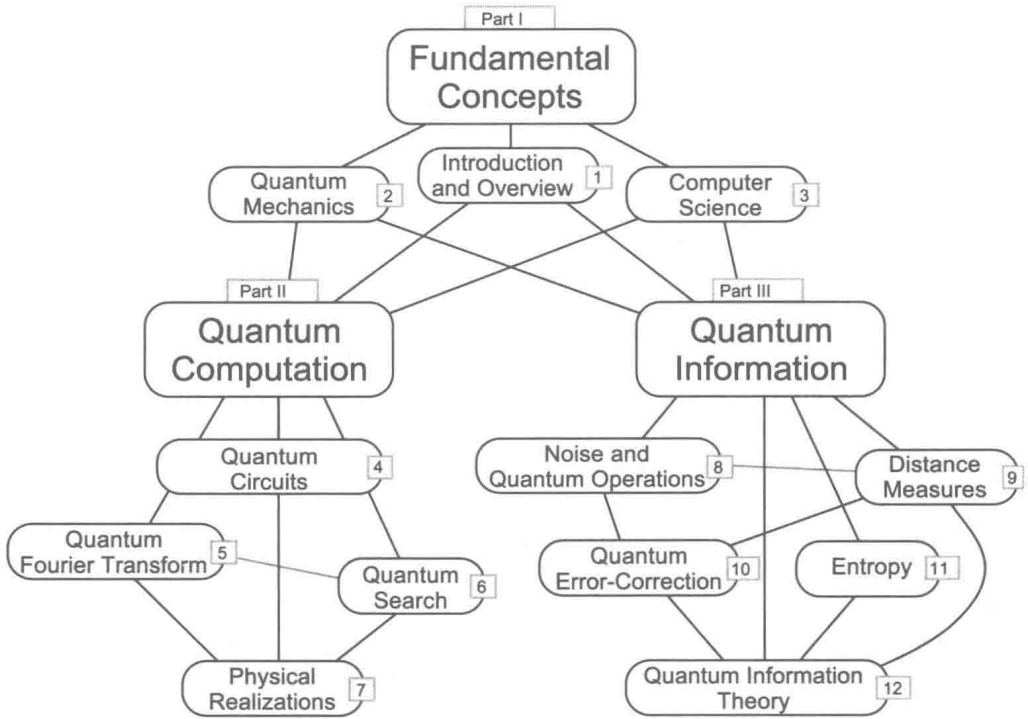 Part I
Fundamental
Concepts
Quantum
Mechanics
2
Introduction
and Overview
1
Computer
Science
3
Part II
Quantum
Computation
Part III
Quantum
Information
Quantum
Circuits
4
Noise and
Quantum Operations
8
Distance
Measures
9
Quantum
Fourier Transform
5
Quantum
Search
6
Quantum
Error-Correction
10
Entropy
11
Physical
Realizations
7
Quantum Information
Theory
12